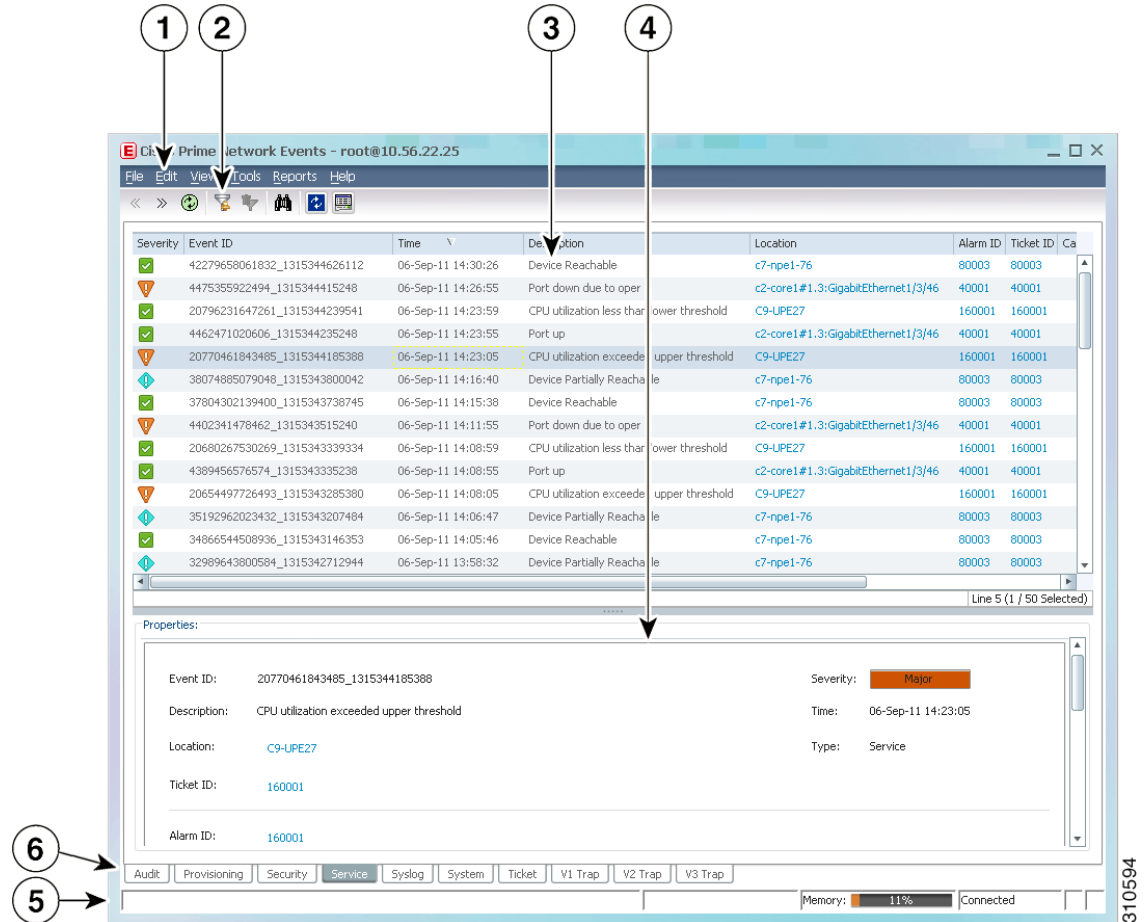 1 2 3 4
E Cisco Prime Network Events - root@10.56.22.25
File Edit View Tools Reports Help
Severity Event ID Time Description Location Alarm ID Ticket ID Ca
42279658061832_1315344626112 06-Sep-11 14:30:26 Device Reachable c7-npe1-76 80003 80003
4475355922494_1315344415248 06-Sep-11 14:26:55 Port down due to oper c2-core1#1.3:GigabitEthernet1/3/46 40001 40001
20796231647261_1315344239541 06-Sep-11 14:23:59 CPU utilization less than lower threshold C9-UPE27 160001 160001
4462471020606_1315344235248 06-Sep-11 14:23:55 Port up c2-core1#1.3:GigabitEthernet1/3/46 40001 40001
20770461843485_1315344185388 06-Sep-11 14:23:05 CPU utilization exceeded upper threshold C9-UPE27 160001 160001
38074885079048_1315343800042 06-Sep-11 14:16:40 Device Partially Reachable c7-npe1-76 80003 80003
37804302139400_1315343738745 06-Sep-11 14:15:38 Device Reachable c7-npe1-76 80003 80003
4402341478462_1315343515240 06-Sep-11 14:11:55 Port down due to oper c2-core1#1.3:GigabitEthernet1/3/46 40001 40001
20680267530269_1315343339334 06-Sep-11 14:08:59 CPU utilization less than lower threshold C9-UPE27 160001 160001
4389456576574_1315343335238 06-Sep-11 14:08:55 Port up c2-core1#1.3:GigabitEthernet1/3/46 40001 40001
20654497726493_1315343285380 06-Sep-11 14:08:05 CPU utilization exceeded upper threshold C9-UPE27 160001 160001
35192962023432_1315343207484 06-Sep-11 14:06:47 Device Partially Reachable c7-npe1-76 80003 80003
34866544508936_1315343146353 06-Sep-11 14:05:46 Device Reachable c7-npe1-76 80003 80003
32989643800584_1315342712944 06-Sep-11 13:58:32 Device Partially Reachable c7-npe1-76 80003 80003
Line 5 (1 / 50 Selected)
Properties:
Event ID: 20770461843485_1315344185388 Severity: Major
Description: CPU utilization exceeded upper threshold Time: 06-Sep-11 14:23:05
Location: C9-UPE27 Type: Service
Ticket ID: 160001
Alarm ID: 160001
6
Audit Provisioning Security Service Syslog System Ticket V1 Trap V2 Trap V3 Trap
5
Memory: 11% Connected
310594